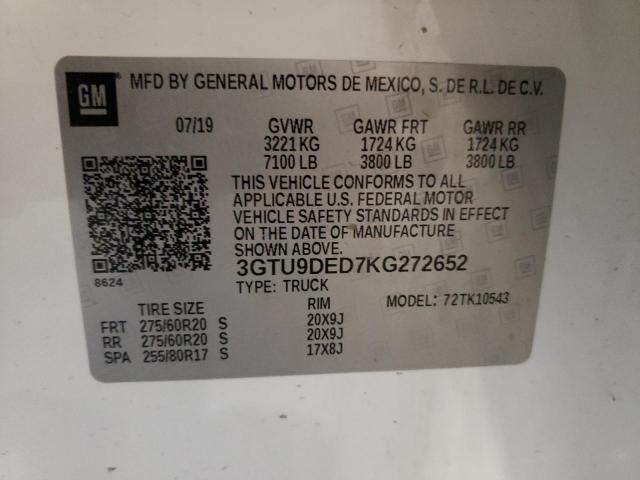 GM
MFD BY GENERAL MOTORS DE MEXICO, S. DE R.L. DE C.V.
07/19 GVWR GAWR FRT GAWR RR
3221 KG 1724 KG 1724 KG
7100 LB 3800 LB 3800 LB
THIS VEHICLE CONFORMS TO ALL
APPLICABLE U.S. FEDERAL MOTOR
VEHICLE SAFETY STANDARDS IN EFFECT
ON THE DATE OF MANUFACTURE
SHOWN ABOVE.
8624
3GTU9DED7KG272652
TYPE: TRUCK MODEL: 72TK10543
TIRE SIZE RIM
FRT 275/60R20 S 20X9J
RR 275/60R20 S 20X9J
SPA 255/80R17 S 17X8J